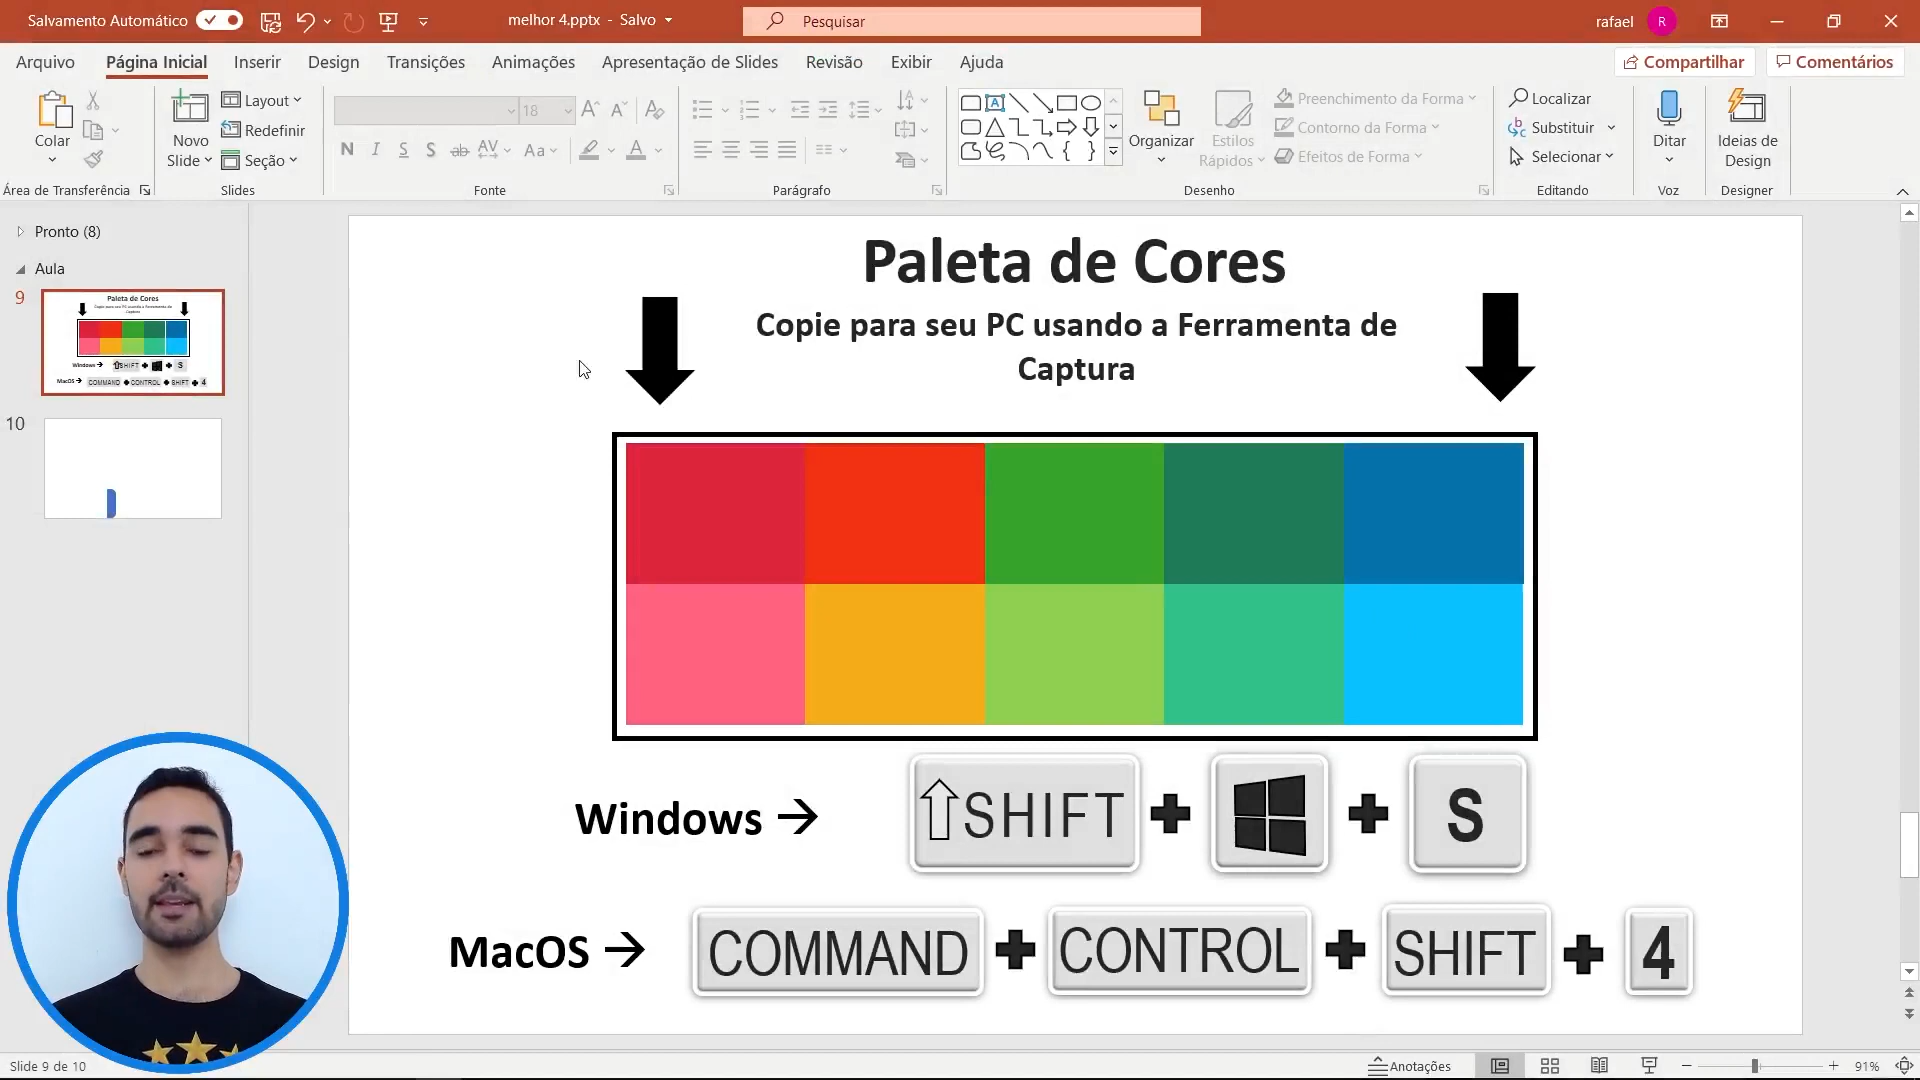 Salvamento Automático
melhor 4.pptx - Salvo
Pesquisar
rafael
R
Arquivo
Página Inicial
Inserir
Design
Transições
Animações
Apresentação de Slides
Revisão
Exibir
Ajuda
Compartilhar
Comentários
Colar
Área de Transferência
Novo
Slide
Layout
Redefinir
Seção
Slides
18
N I S S ab AV Aa A
Fonte
Parágrafo
Organizar
Estilos
Rápidos
Preenchimento da Forma
Contorno da Forma
Efeitos de Forma
Desenho
Localizar
Substituir
Selecionar
Editando
Ditar
Voz
Ideias de
Design
Designer
Pronto (8)
Aula
9
10
Paleta de Cores
Copie para seu PC usando a Ferramenta de
Captura
Windows → SHIFT + + S
MacOS → COMMAND + CONTROL + SHIFT + 4
Slide 9 de 10
Anotações
91%